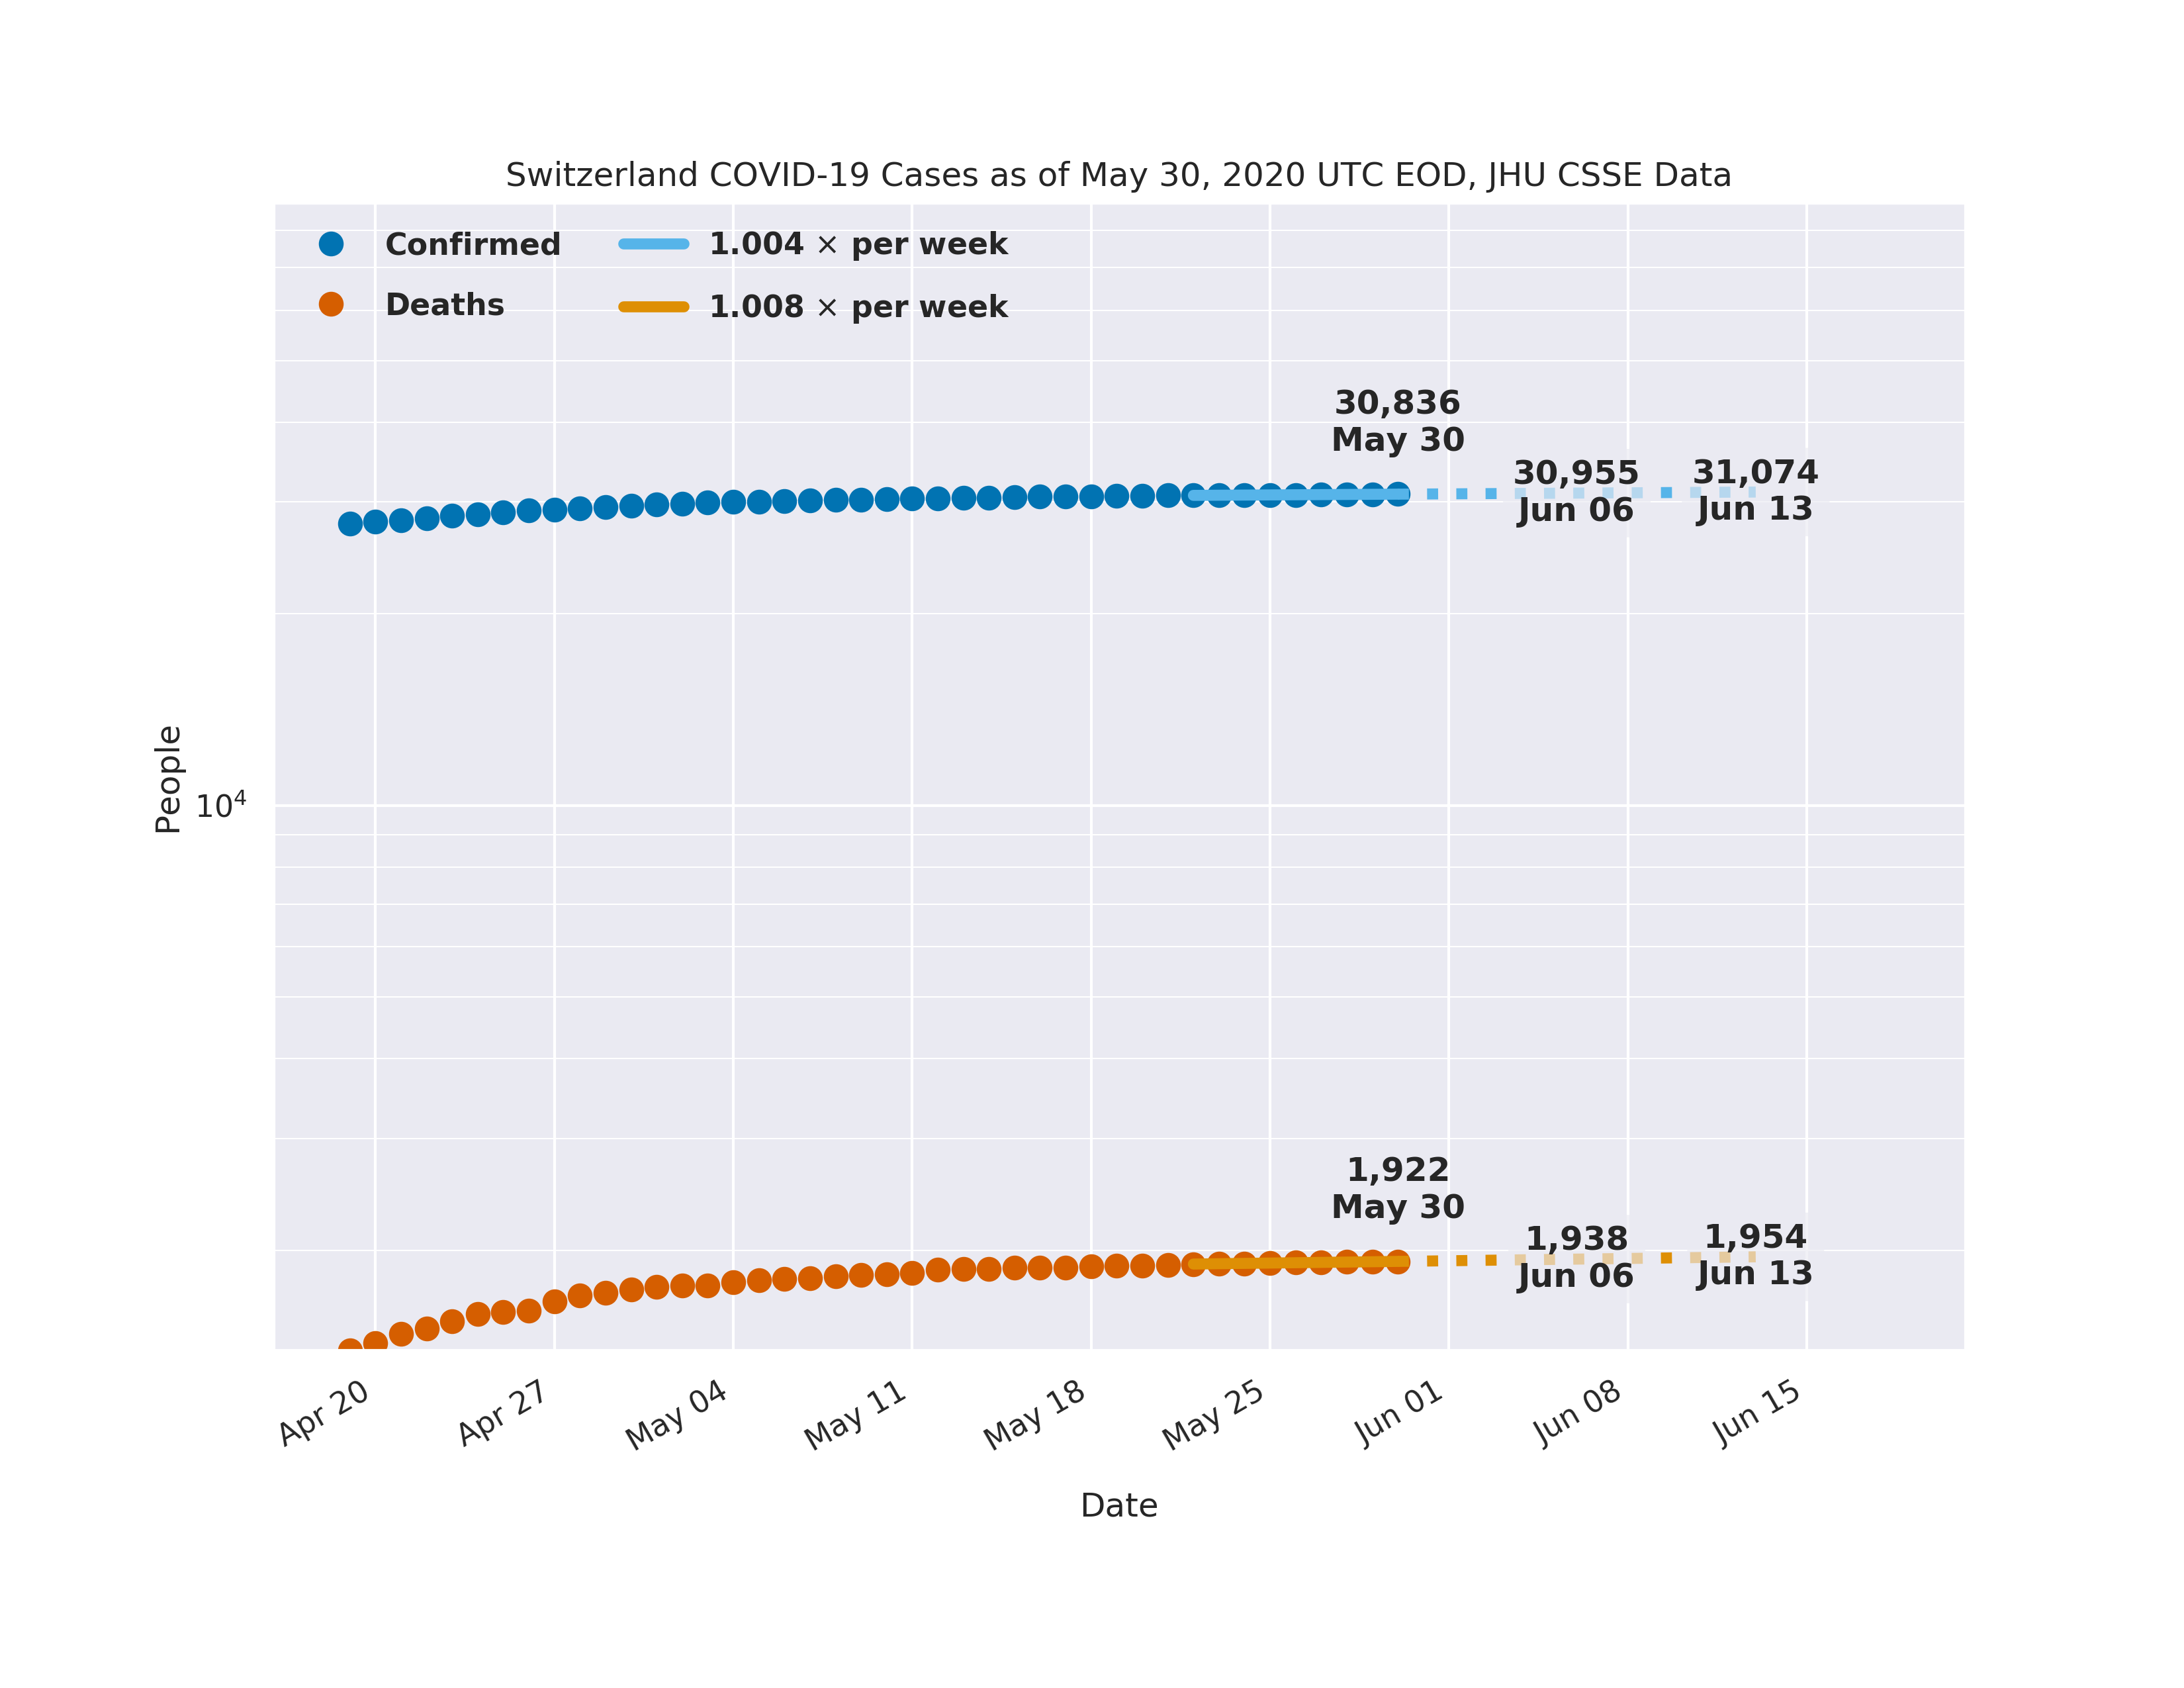 Switzerland COVID-19 Cases as of May 30, 2020 UTC EOD, JHU CSSE Data
Confirmed
Deaths
1.004 × per week
1.008 × per week
30,836
May 30
30,955
Jun 06
31,074
Jun 13
People
10⁴
1,922
May 30
1,938
Jun 06
1,954
Jun 13
Apr 20
Apr 27
May 04
May 11
May 18
May 25
Jun 01
Jun 08
Jun 15
Date